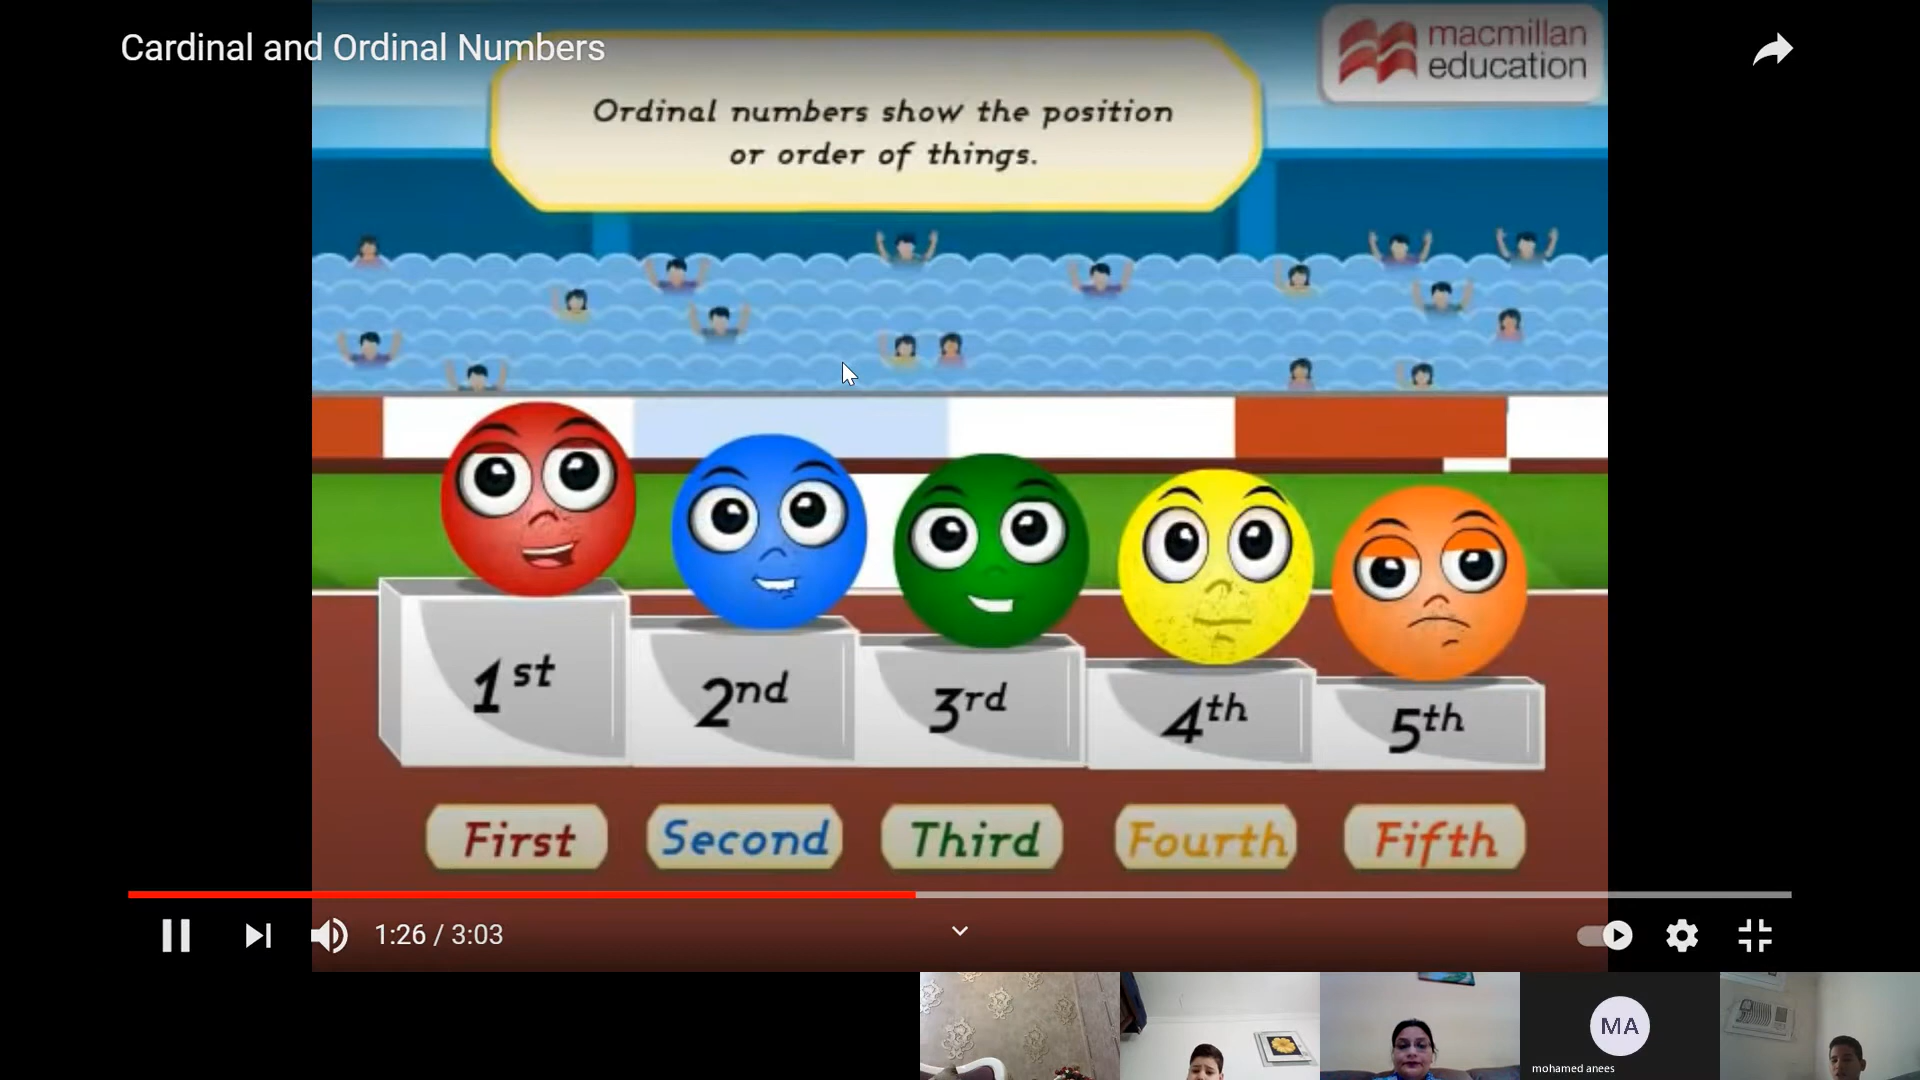 Cardinal and Ordinal Numbers
macmillan
education
Ordinal numbers show the position
or order of things.
1st
2nd
3rd
4th
5th
First
Second
Third
Fourth
Fifth
1:26 / 3:03
MA
mohamed anees